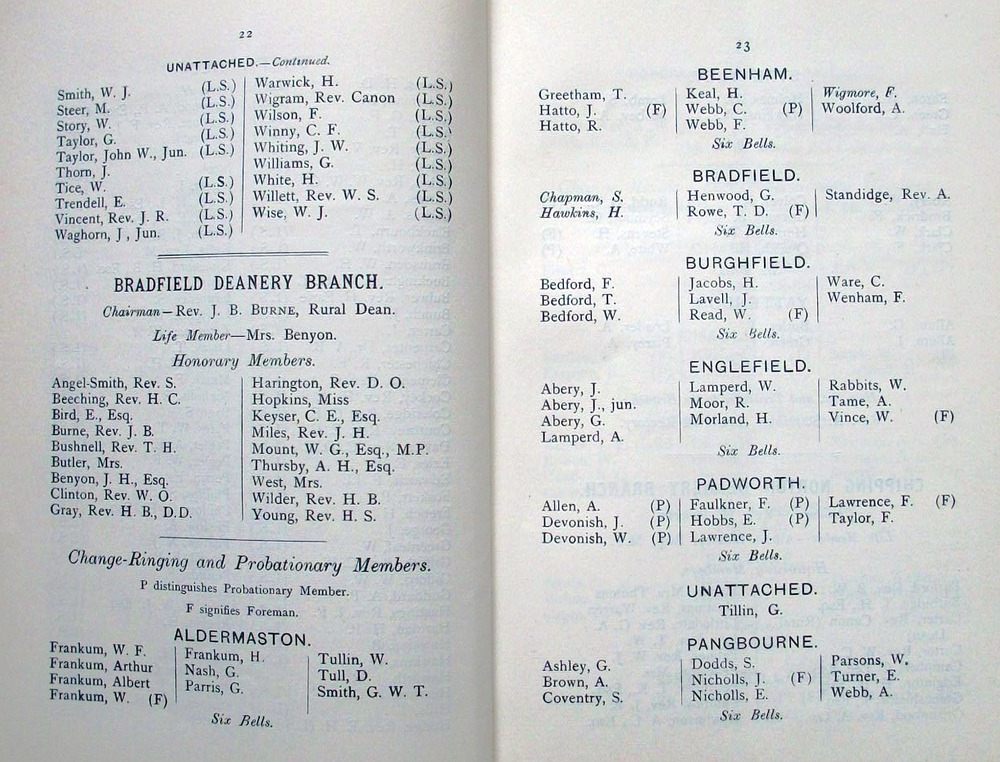 22
UNATTACHED.—Continued.
Smith, W. J. (L.S.)
Steer, M. (L.S.)
Story, W. (L.S.)
Taylor, G. (L.S.)
Taylor, John W., Jun. (L.S.)
Thorn, J.
Tice, W. (L.S.)
Trendell, E. (L.S.)
Vincent, Rev. J. R. (L.S.)
Waghorn, J, Jun. (L.S.)
Warwick, H. (L.S.)
Wigram, Rev. Canon (L.S.)
Wilson, F. (L.S.)
Winny, C. F. (L.S.)
Whiting, J. W. (L.S.)
Williams, G. (L.S.)
White, H. (L.S.)
Willett, Rev. W. S. (L.S.)
Wise, W. J. (L.S.)
BRADFIELD DEANERY BRANCH.
Chairman—Rev. J. B. BURNE, Rural Dean.
Life Member—Mrs. Benyon.
Honorary Members.
Angel-Smith, Rev. S.
Beeching, Rev. H. C.
Bird, E., Esq.
Burne, Rev. J. B.
Bushnell, Rev. T. H.
Butler, Mrs.
Benyon, J. H., Esq.
Clinton, Rev. W. O.
Gray, Rev. H. B., D.D.
Harington, Rev. D. O.
Hopkins, Miss
Keyser, C. E., Esq.
Miles, Rev. J. H.
Mount, W. G., Esq., M.P.
Thursby, A. H., Esq.
West, Mrs.
Wilder, Rev. H. B.
Young, Rev. H. S.
Change-Ringing and Probationary Members.
P distinguishes Probationary Member.
F signifies Foreman.
ALDERMASTON.
Frankum, W. F.
Frankum, Arthur
Frankum, Albert
Frankum, W. (F)
Frankum, H.
Nash, G.
Parris, G.
Tullin, W.
Tull, D.
Smith, G. W. T.
Six Bells.
23
BEENHAM.
Greetham, T.
Hatto, J. (F)
Hatto, R.
Keal, H.
Webb, C. (P)
Webb, F.
Wigmore, F.
Woolford, A.
Six Bells.
BRADFIELD.
Chapman, S.
Hawkins, H.
Henwood, G.
Rowe, T. D. (F)
Standidge, Rev. A.
Six Bells.
BURGHFIELD.
Bedford, F.
Bedford, T.
Bedford, W.
Jacobs, H.
Lavell, J.
Read, W. (F)
Ware, C.
Wenham, F.
Six Bells.
ENGLEFIELD.
Abery, J.
Abery, J., jun.
Abery, G.
Lamperd, A.
Lamperd, W.
Moor, R.
Morland, H.
Rabbits, W.
Tame, A.
Vince, W. (F)
Six Bells.
PADWORTH.
Allen, A. (P)
Devonish, J. (P)
Devonish, W. (P)
Faulkner, F. (P)
Hobbs, E. (P)
Lawrence, J.
Lawrence, F. (F)
Taylor, F.
Six Bells.
UNATTACHED.
Tillin, G.
PANGBOURNE.
Ashley, G.
Brown, A.
Coventry, S.
Dodds, S.
Nicholls, J. (F)
Nicholls, E.
Parsons, W.
Turner, E.
Webb, A.
Six Bells.